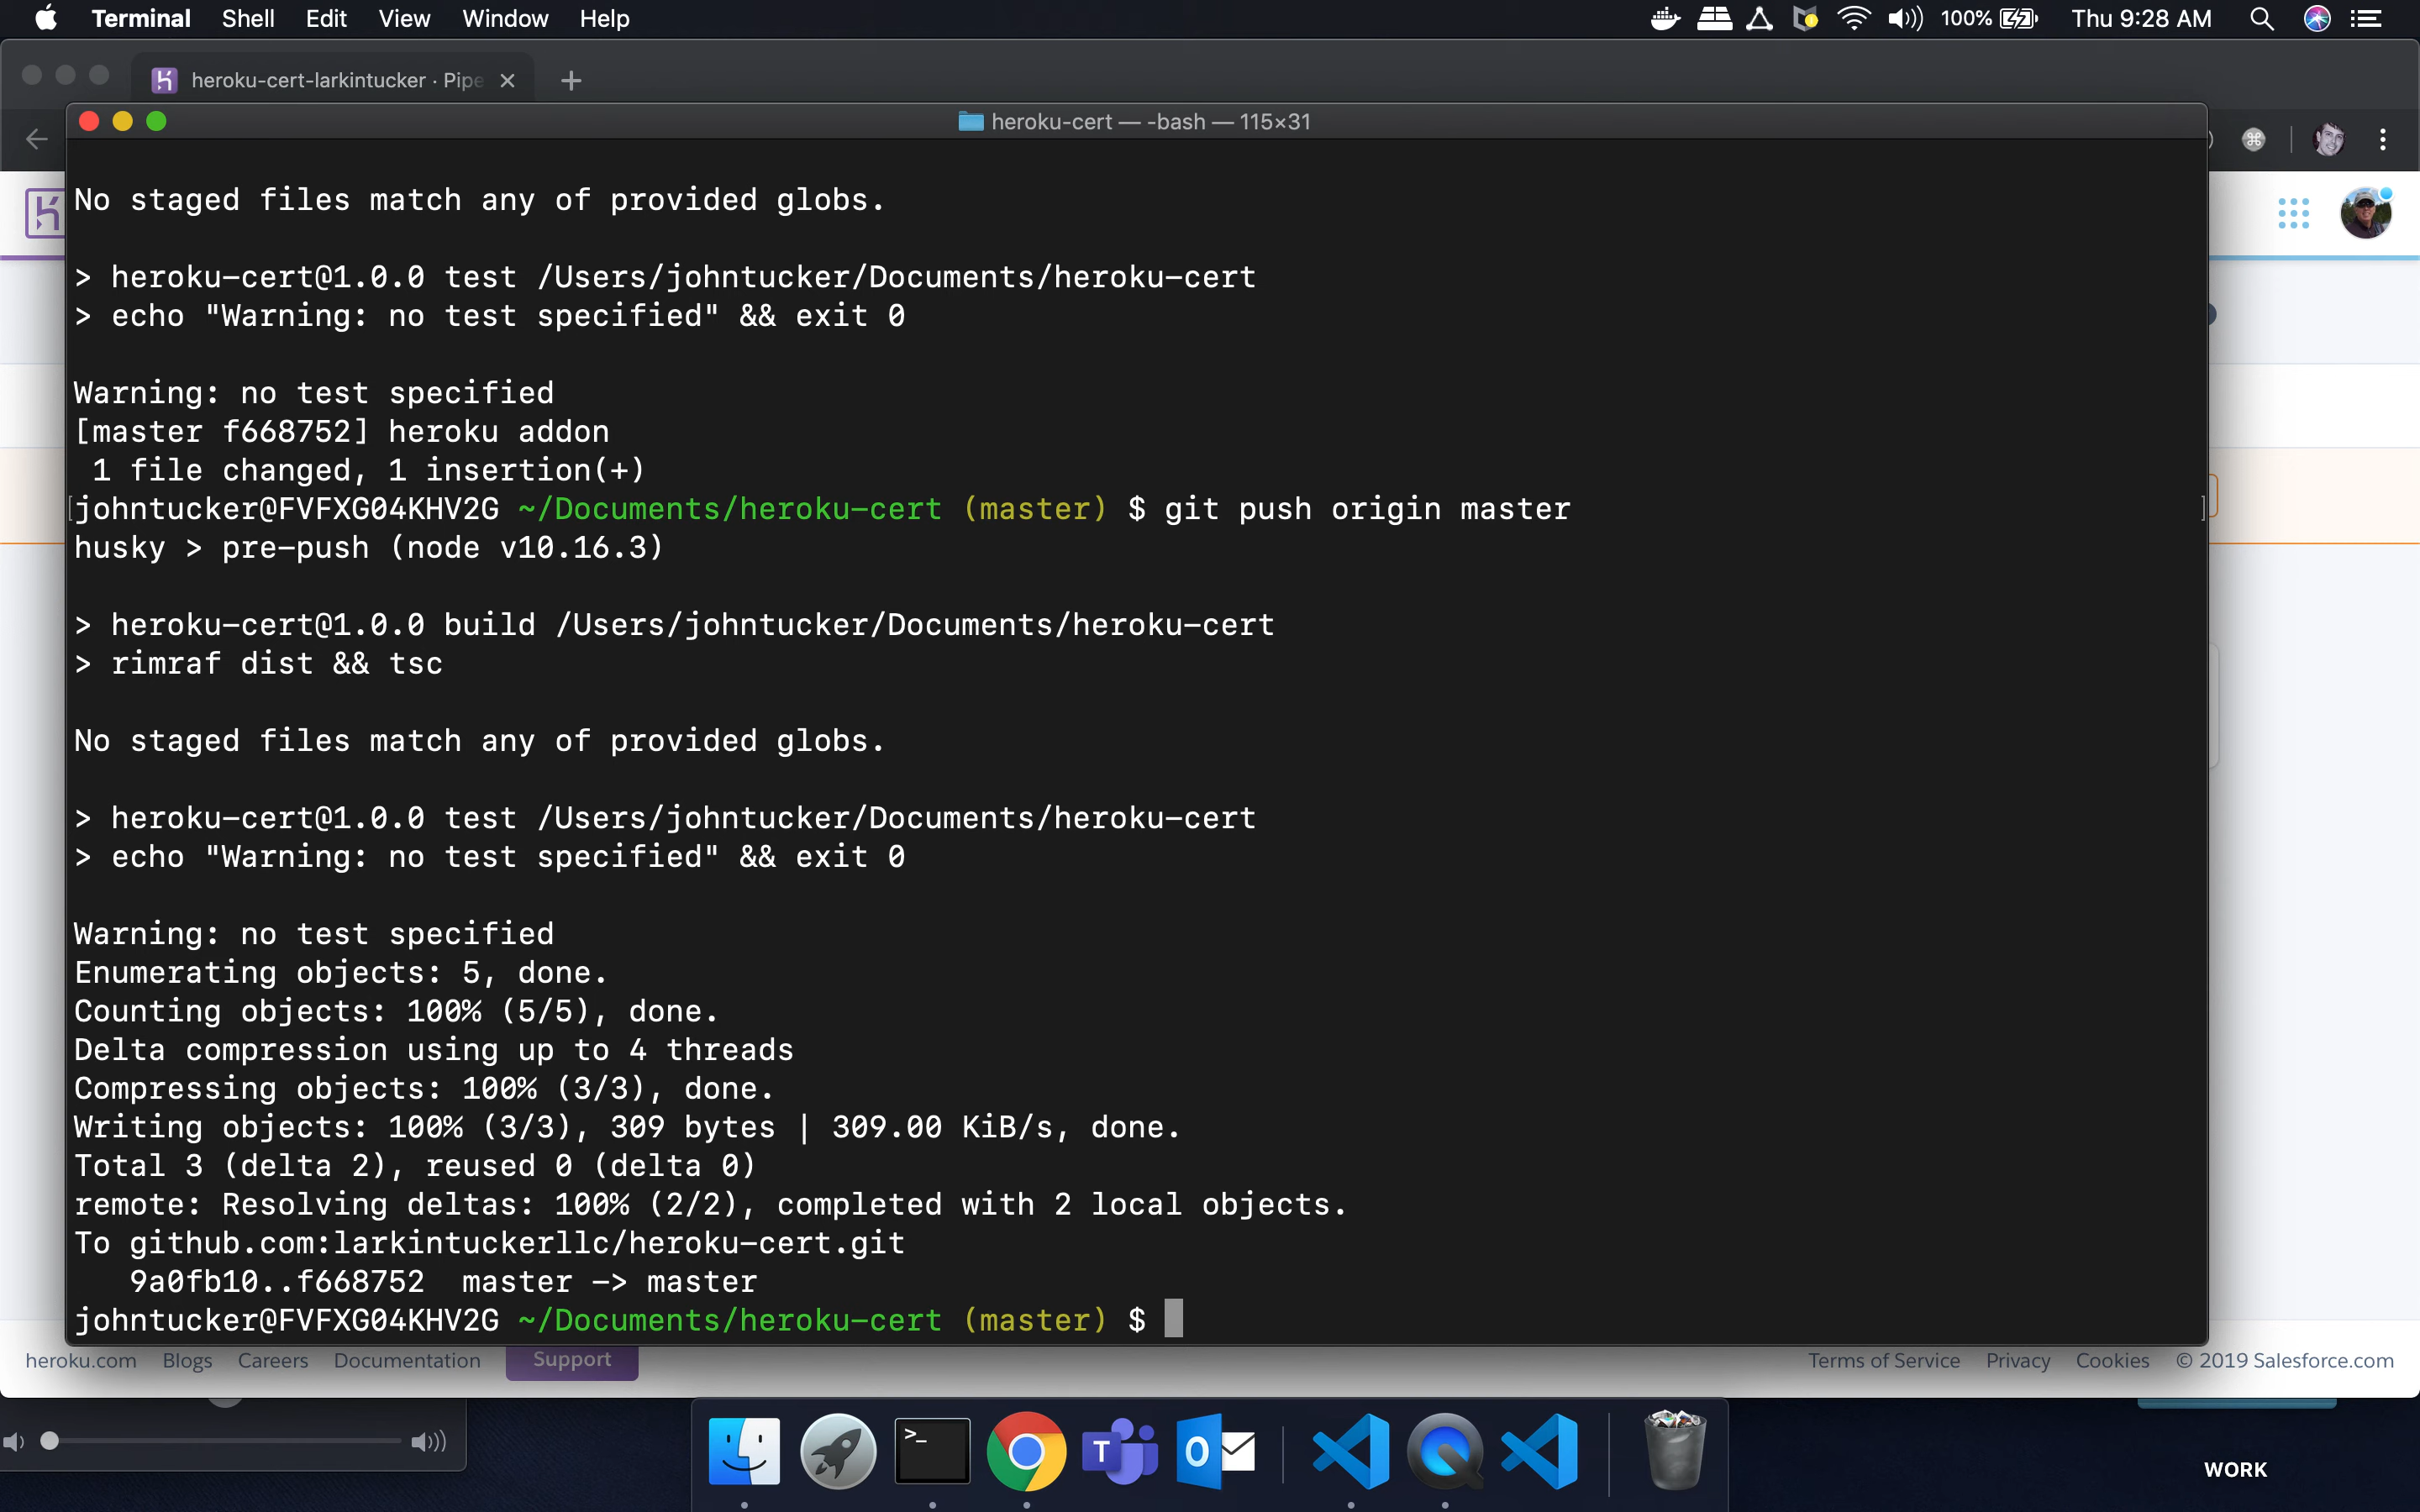 Terminal Shell Edit View Window Help 100% Thu 9:28 AM
heroku-cert-larkintucker · Pipe
heroku-cert — -bash — 115×31
No staged files match any of provided globs.
> heroku-cert@1.0.0 test /Users/johntucker/Documents/heroku-cert
> echo "Warning: no test specified" && exit 0
Warning: no test specified
[master f668752] heroku addon
1 file changed, 1 insertion(+)
[johntucker@FVFXG04KHV2G ~/Documents/heroku-cert (master) $ git push origin master ]
husky > pre-push (node v10.16.3)
> heroku-cert@1.0.0 build /Users/johntucker/Documents/heroku-cert
> rimraf dist && tsc
No staged files match any of provided globs.
> heroku-cert@1.0.0 test /Users/johntucker/Documents/heroku-cert
> echo "Warning: no test specified" && exit 0
Warning: no test specified
Enumerating objects: 5, done.
Counting objects: 100% (5/5), done.
Delta compression using up to 4 threads
Compressing objects: 100% (3/3), done.
Writing objects: 100% (3/3), 309 bytes | 309.00 KiB/s, done.
Total 3 (delta 2), reused 0 (delta 0)
remote: Resolving deltas: 100% (2/2), completed with 2 local objects.
To github.com:larkintuckerllc/heroku-cert.git
9a0fb10..f668752 master -> master
johntucker@FVFXG04KHV2G ~/Documents/heroku-cert (master) $
heroku.com Blogs Careers Documentation Support Terms of Service Privacy Cookies © 2019 Salesforce.com
WORK